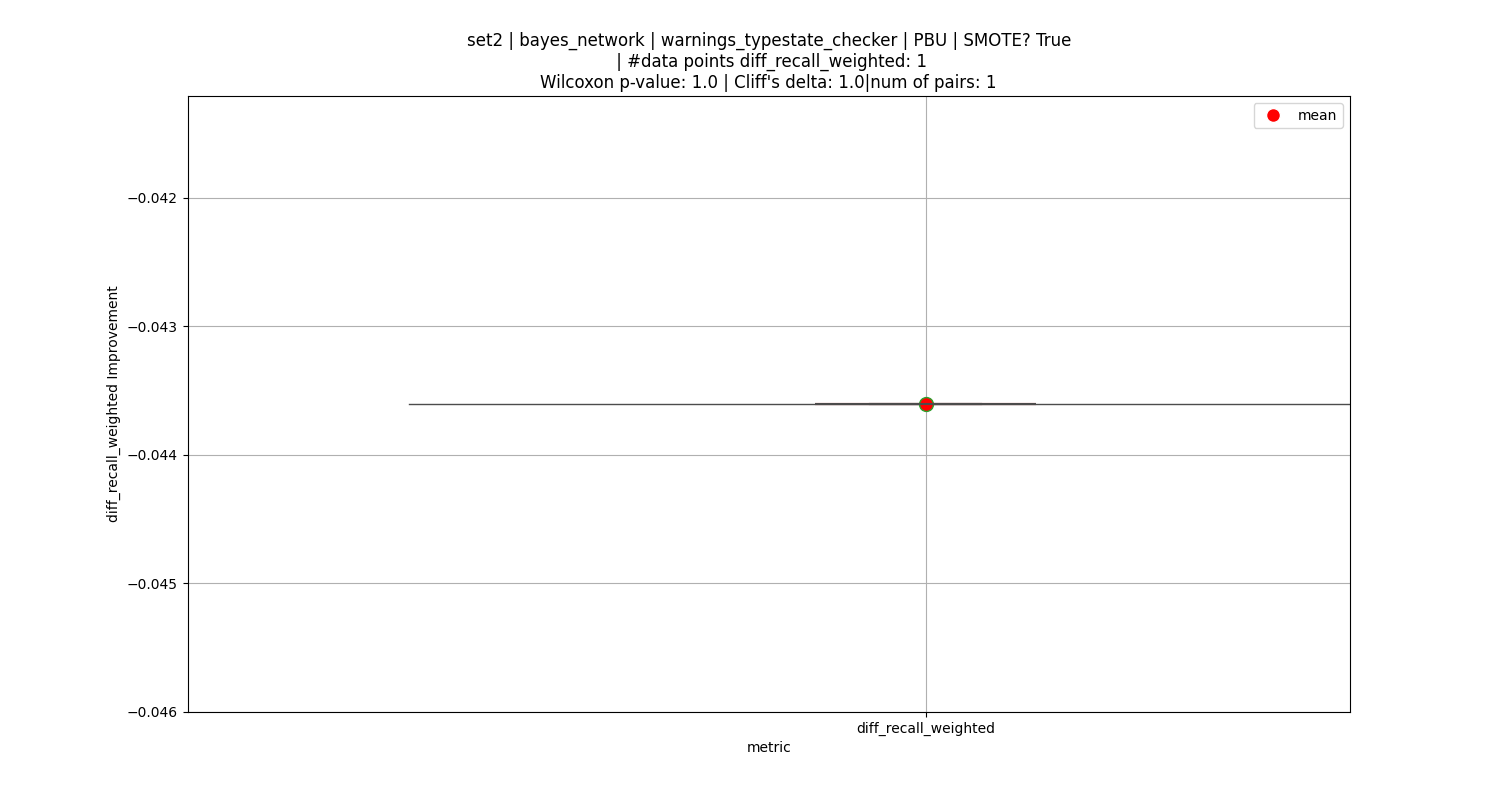 set2 | bayes_network | warnings_typestate_checker | PBU | SMOTE? True
| #data points diff_recall_weighted: 1
Wilcoxon p-value: 1.0 | Cliff's delta: 1.0|num of pairs: 1
mean
−0.042
−0.043
−0.044
−0.045
−0.046
diff_recall_weighted Improvement
diff_recall_weighted
metric